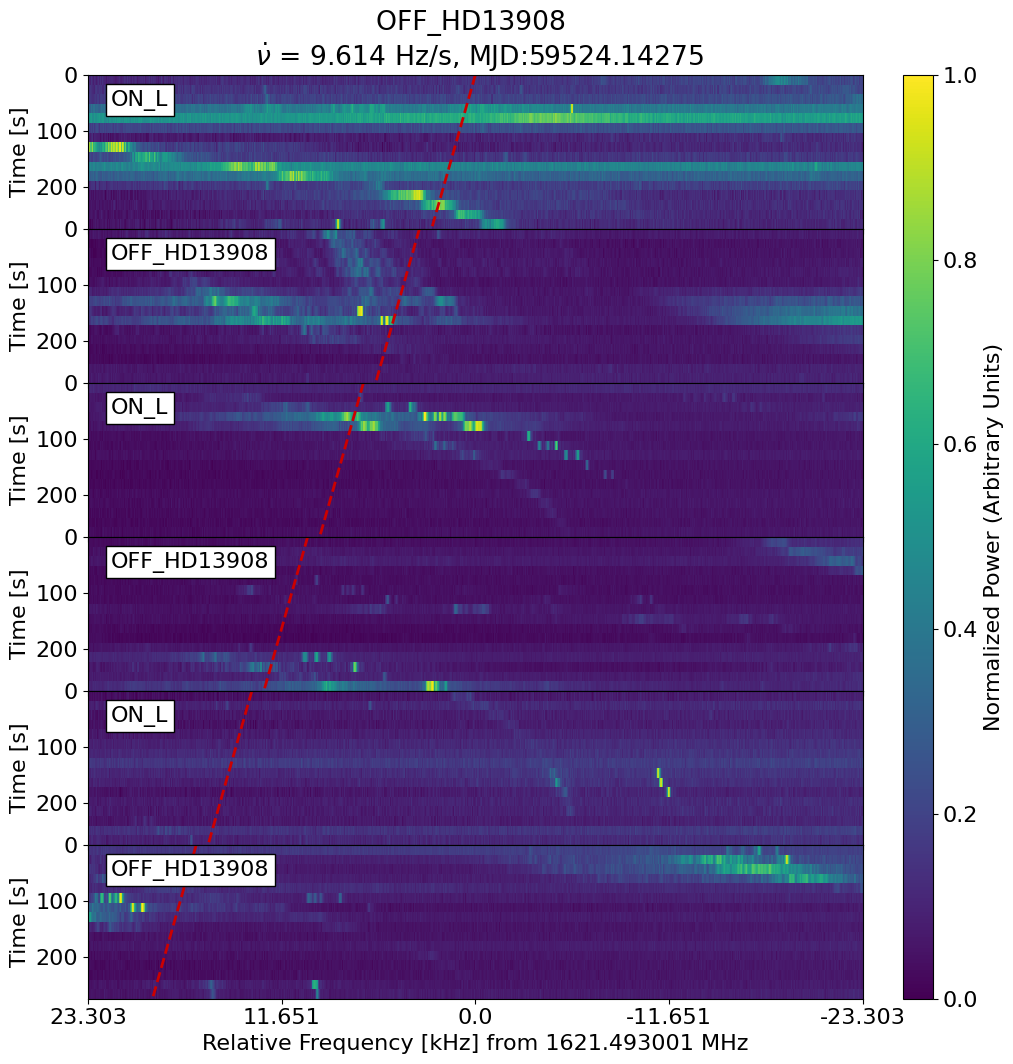 OFF_HD13908
ν̇ = 9.614 Hz/s, MJD:59524.14275
0
ON_L
100
200
Time [s]
0
OFF_HD13908
100
200
Time [s]
0
ON_L
100
200
Time [s]
0
OFF_HD13908
100
200
Time [s]
0
ON_L
100
200
Time [s]
0
OFF_HD13908
100
200
Time [s]
23.303 11.651 0.0 -11.651 -23.303
Relative Frequency [kHz] from 1621.493001 MHz
1.0
0.8
0.6
0.4
0.2
0.0
Normalized Power (Arbitrary Units)